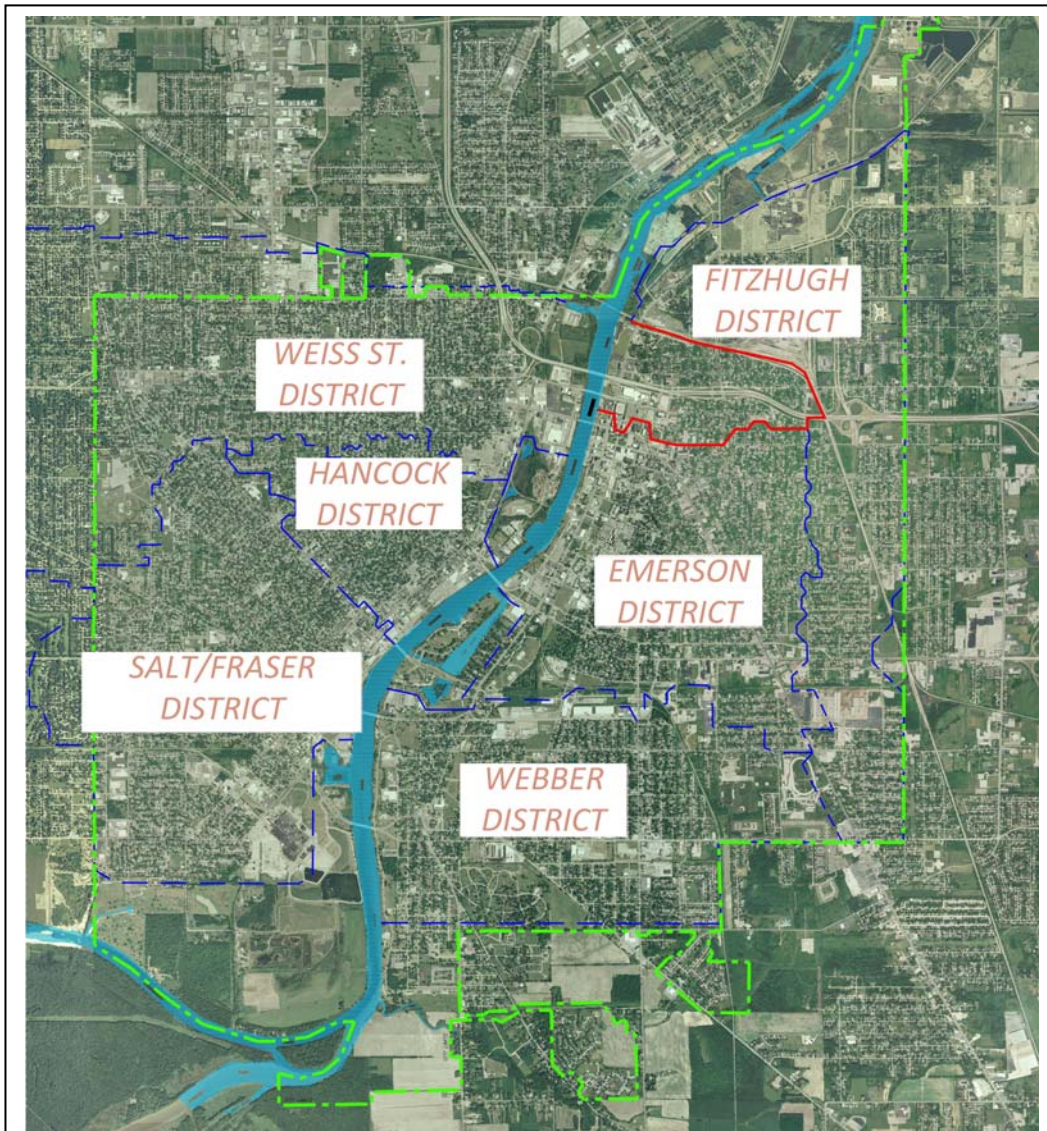 FITZHUGH
DISTRICT
WEISS ST.
DISTRICT
HANCOCK
DISTRICT
EMERSON
DISTRICT
SALT/FRASER
DISTRICT
WEBBER
DISTRICT